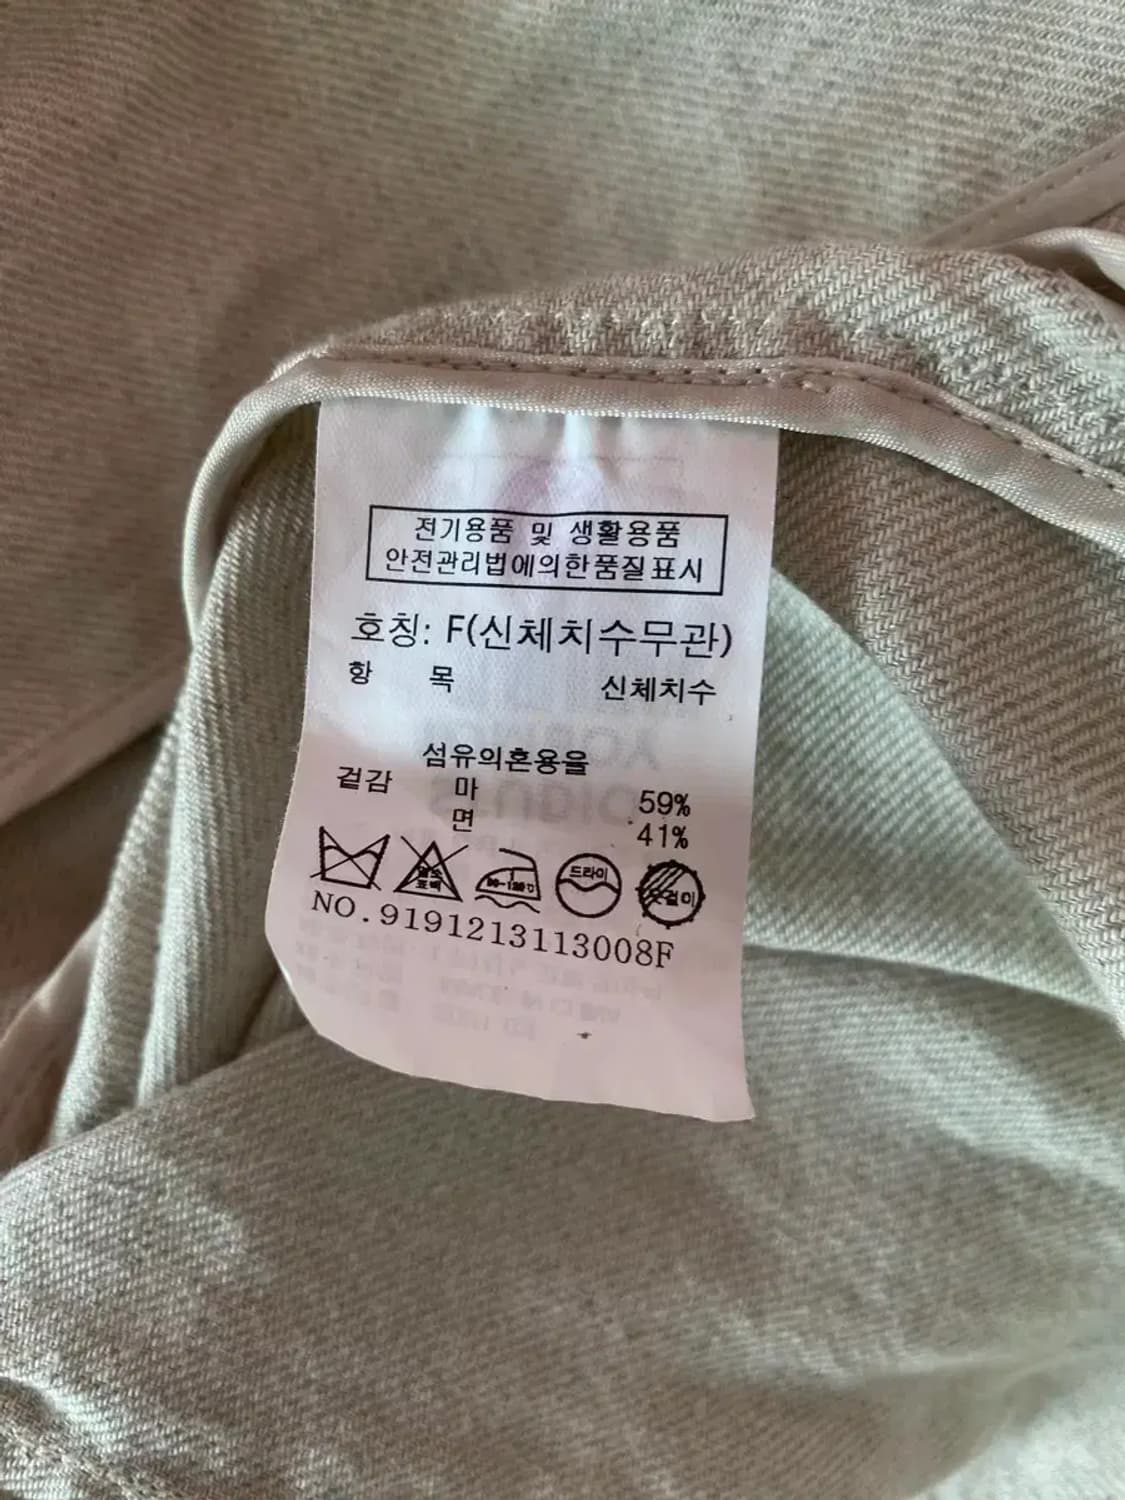 전기용품 및 생활용품
안전관리법에의한품질표시
호칭: F(신체치수무관)
항 목 신체치수
섬유의혼용율
겉감 마 59%
면 41%
드라이
NO.9191213113008F